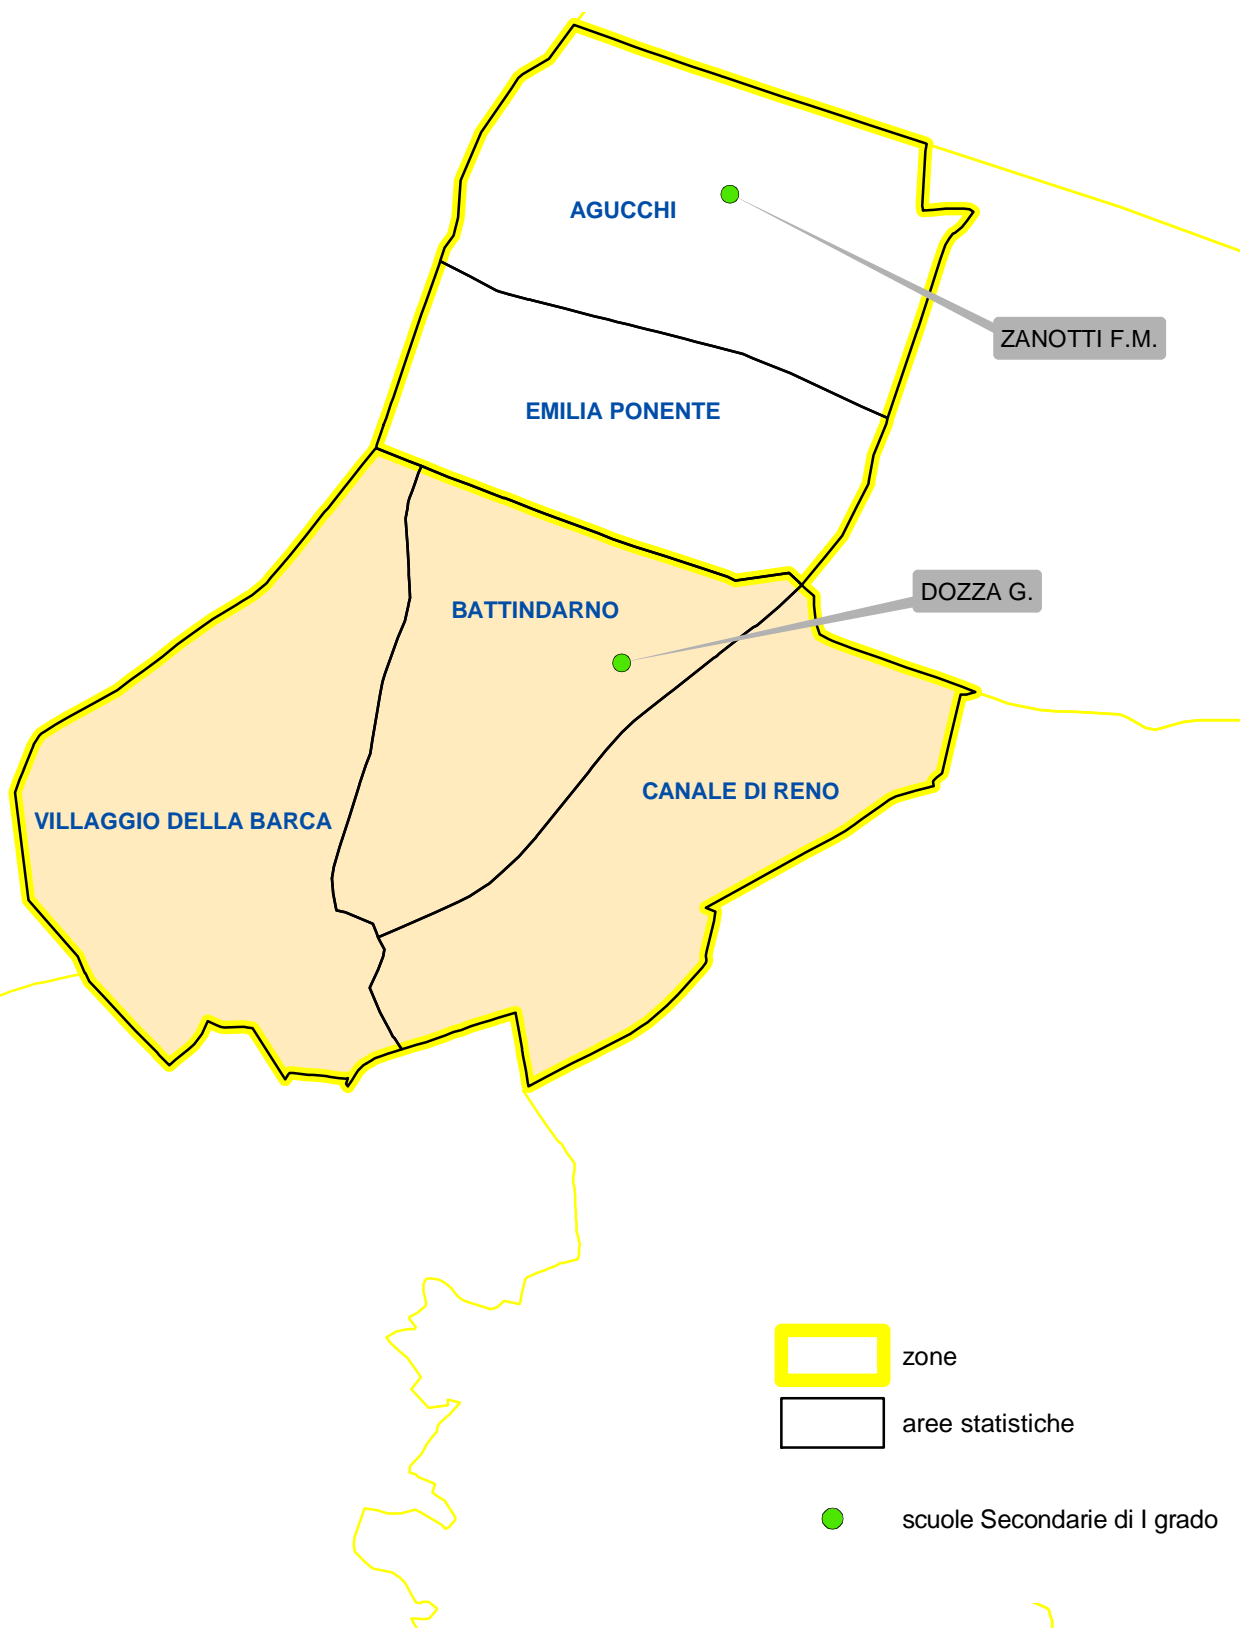 AGUCCHI
ZANOTTI F.M.
EMILIA PONENTE
DOZZA G.
BATTINDARNO
CANALE DI RENO
VILLAGGIO DELLA BARCA
zone
aree statistiche
scuole Secondarie di I grado